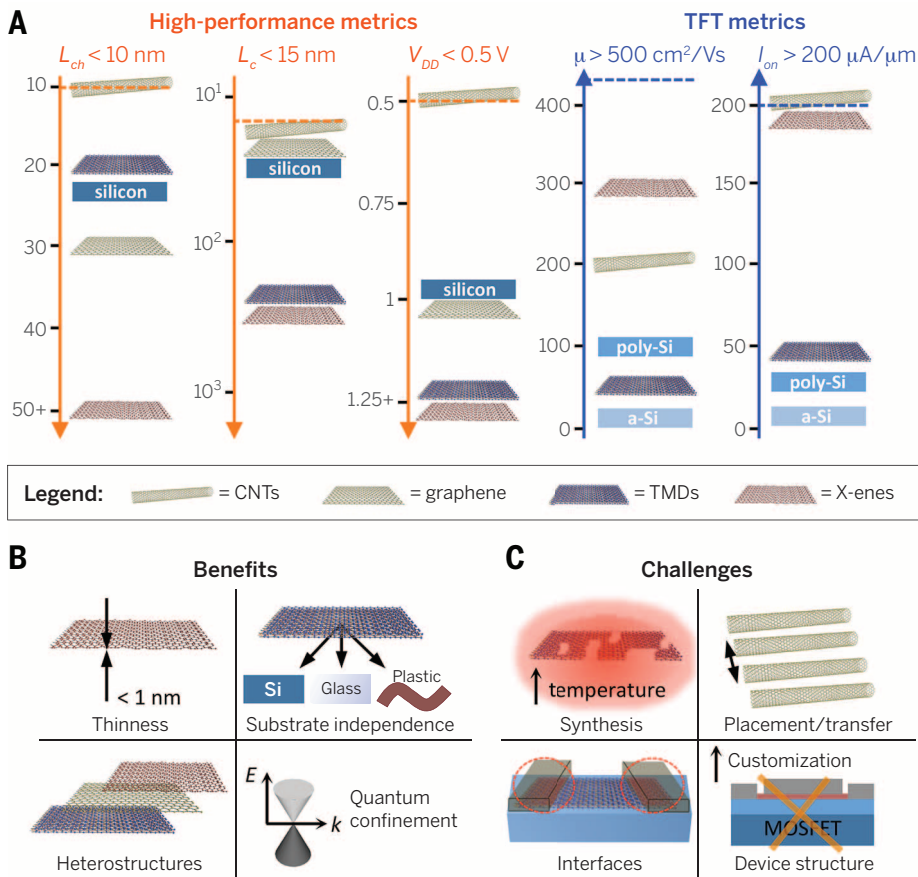 A
High-performance metrics
TFT metrics
L_ch < 10 nm
L_c < 15 nm
V_DD < 0.5 V
μ > 500 cm²/Vs
I_on > 200 μA/μm
10
20
30
40
50+
silicon
10¹
10²
10³
silicon
0.5
0.75
1
1.25+
silicon
400
300
200
100
0
poly-Si
a-Si
200
150
100
50
0
poly-Si
a-Si
Legend: = CNTs = graphene = TMDs = X-enes
B
Benefits
< 1 nm
Thinness
Si Glass Plastic
Substrate independence
Heterostructures
E
k
Quantum
confinement
C
Challenges
temperature
Synthesis
Placement/transfer
Interfaces
Customization
MOSFET
Device structure